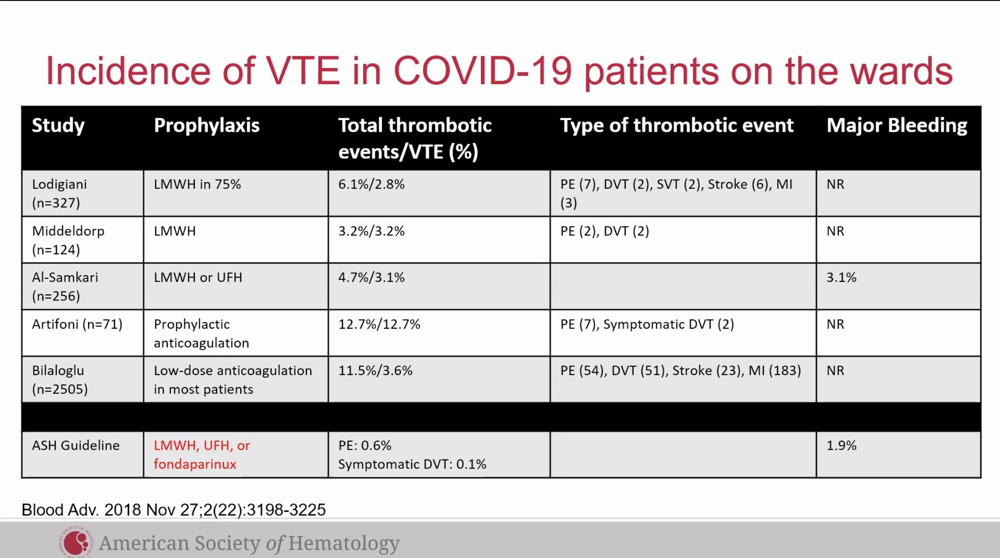 Incidence of VTE in COVID-19 patients on the wards
Study
Prophylaxis
Total thrombotic
events/VTE (%)
Type of thrombotic event
Major Bleeding
Lodigiani
(n=327)
LMWH in 75%
6.1%/2.8%
PE (7), DVT (2), SVT (2), Stroke (6), MI
(3)
NR
Middeldorp
(n=124)
LMWH
3.2%/3.2%
PE (2), DVT (2)
NR
Al-Samkari
(n=256)
LMWH or UFH
4.7%/3.1%
3.1%
Artifoni (n=71)
Prophylactic
anticoagulation
12.7%/12.7%
PE (7), Symptomatic DVT (2)
NR
Bilaloglu
(n=2505)
Low-dose anticoagulation
in most patients
11.5%/3.6%
PE (54), DVT (51), Stroke (23), MI (183)
NR
ASH Guideline
LMWH, UFH, or
fondaparinux
PE: 0.6%
Symptomatic DVT: 0.1%
1.9%
Blood Adv. 2018 Nov 27;2(22):3198-3225
American Society of Hematology